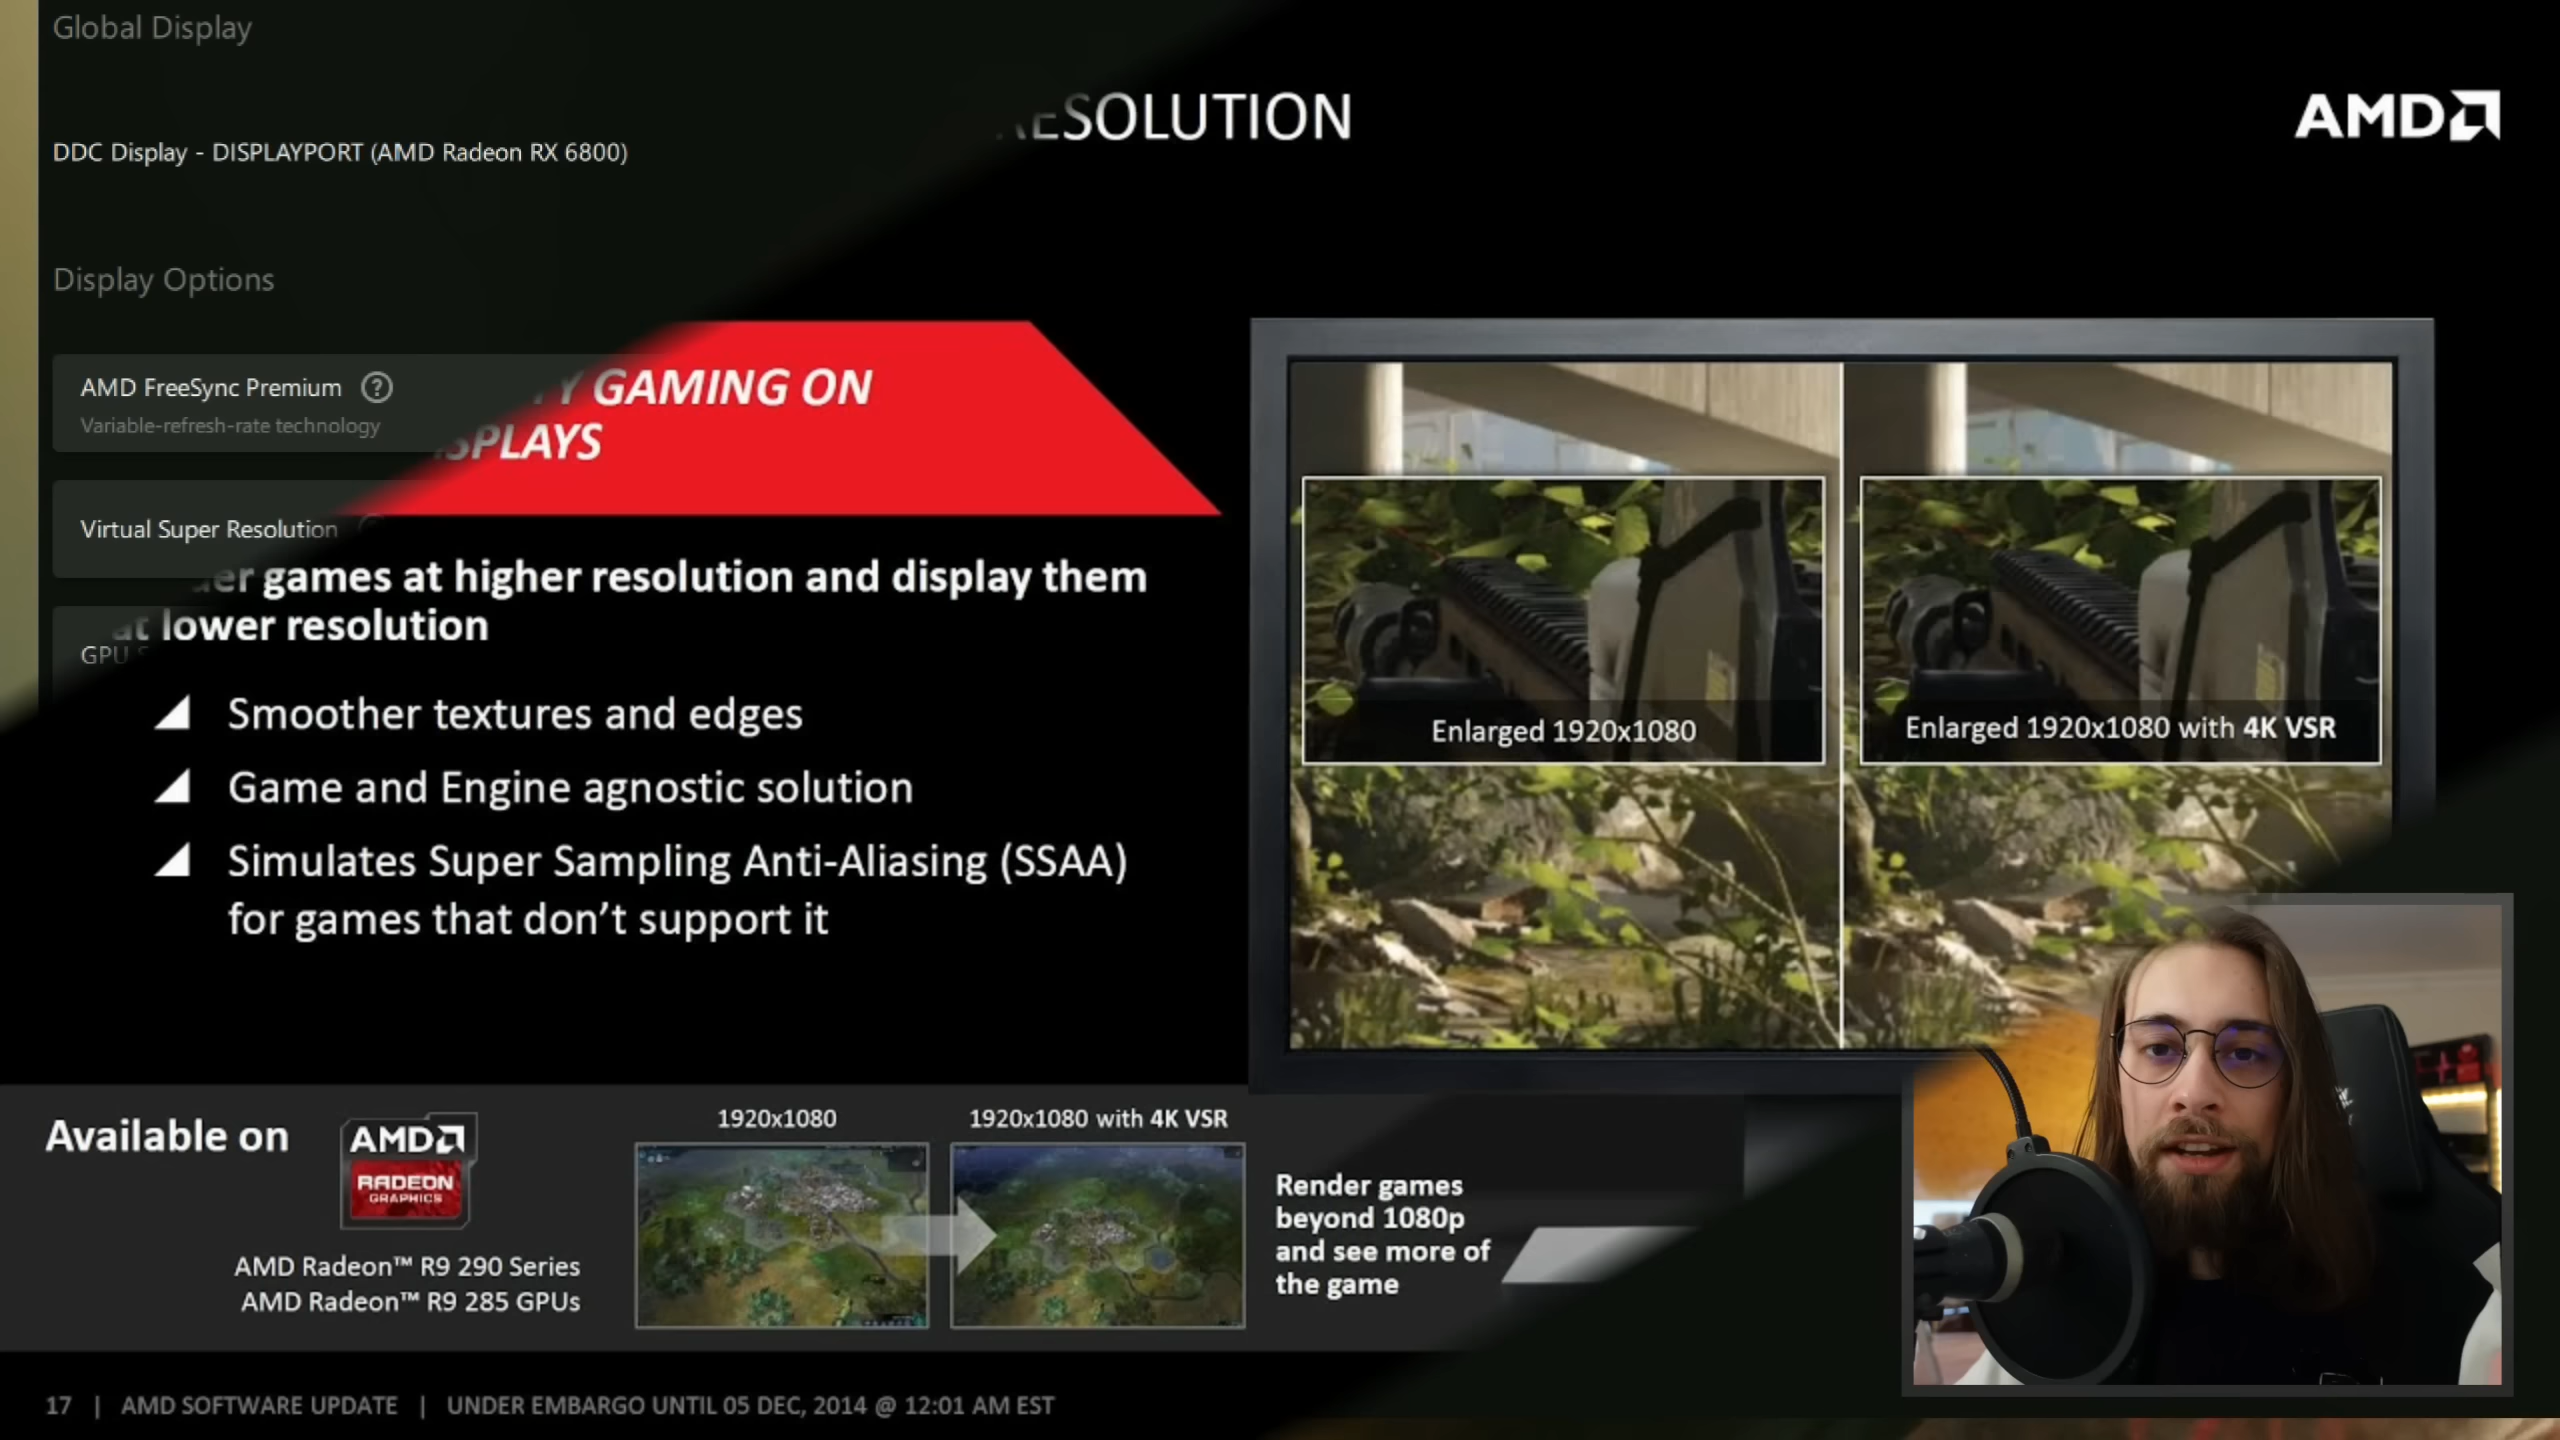 Global Display
DDC Display - DISPLAYPORT (AMD Radeon RX 6800)
Display Options
AMD FreeSync Premium
Variable-refresh-rate technology
Virtual Super Resolution
GPU
AMD
GAMING ON
games at higher resolution and display them
at lower resolution
Smoother textures and edges
Game and Engine agnostic solution
Simulates Super Sampling Anti-Aliasing (SSAA)
for games that don't support it
Enlarged 1920x1080
Enlarged 1920x1080 with 4K VSR
Available on
AMD
RADEON
GRAPHICS
AMD Radeon™ R9 290 Series
AMD Radeon™ R9 285 GPUs
1920x1080
1920x1080 with 4K VSR
Render games
beyond 1080p
and see more of
the game
17 | AMD SOFTWARE UPDATE | UNDER EMBARGO UNTIL 05 DEC, 2014 @ 12:01 AM EST